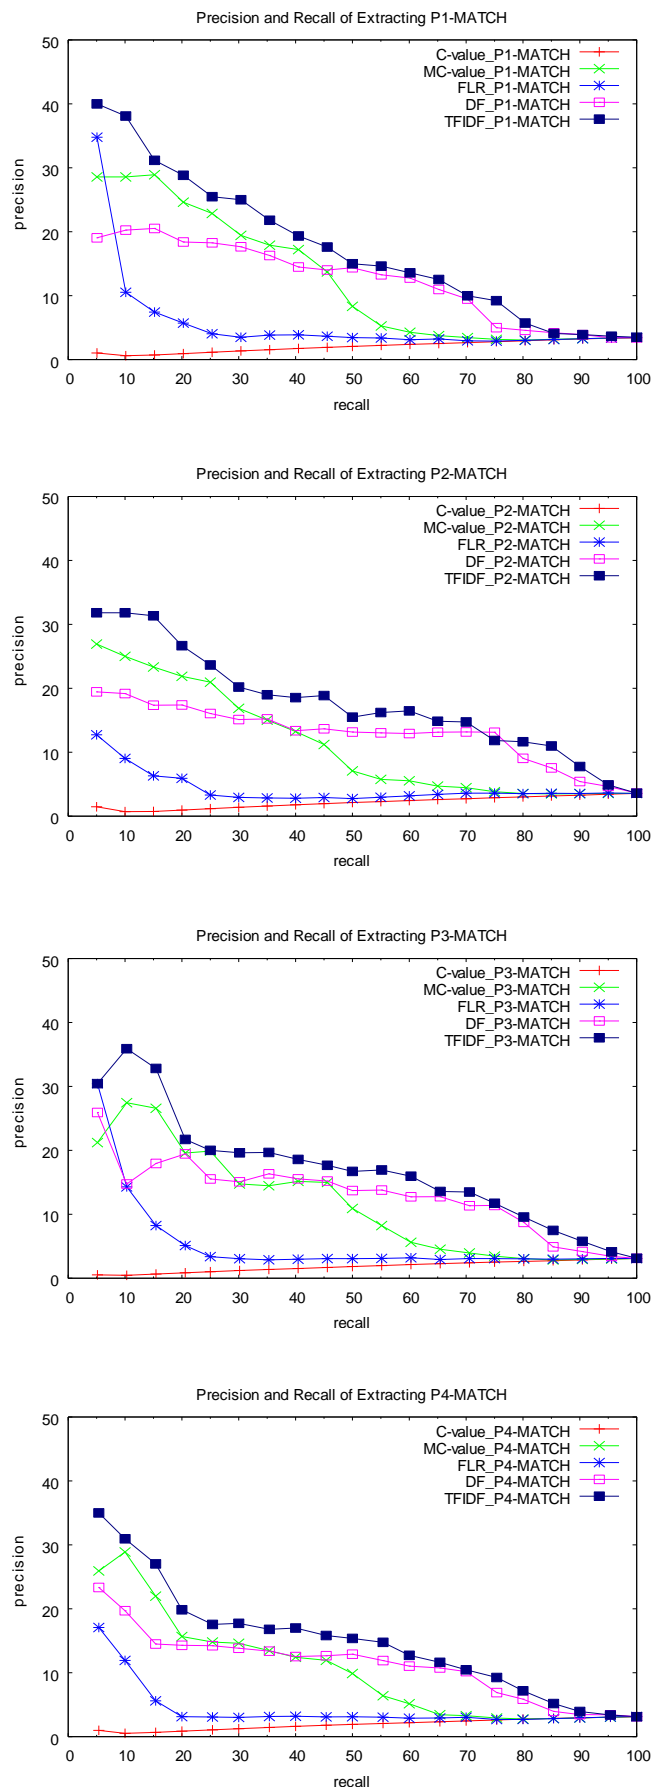 Precision and Recall of Extracting P1-MATCH
50
40
30
20
10
0
precision
C-value_P1-MATCH
MC-value_P1-MATCH
FLR_P1-MATCH
DF_P1-MATCH
TFIDF_P1-MATCH
0 10 20 30 40 50 60 70 80 90 100
recall
Precision and Recall of Extracting P2-MATCH
50
40
30
20
10
0
precision
C-value_P2-MATCH
MC-value_P2-MATCH
FLR_P2-MATCH
DF_P2-MATCH
TFIDF_P2-MATCH
0 10 20 30 40 50 60 70 80 90 100
recall
Precision and Recall of Extracting P3-MATCH
50
40
30
20
10
0
precision
C-value_P3-MATCH
MC-value_P3-MATCH
FLR_P3-MATCH
DF_P3-MATCH
TFIDF_P3-MATCH
0 10 20 30 40 50 60 70 80 90 100
recall
Precision and Recall of Extracting P4-MATCH
50
40
30
20
10
0
precision
C-value_P4-MATCH
MC-value_P4-MATCH
FLR_P4-MATCH
DF_P4-MATCH
TFIDF_P4-MATCH
0 10 20 30 40 50 60 70 80 90 100
recall